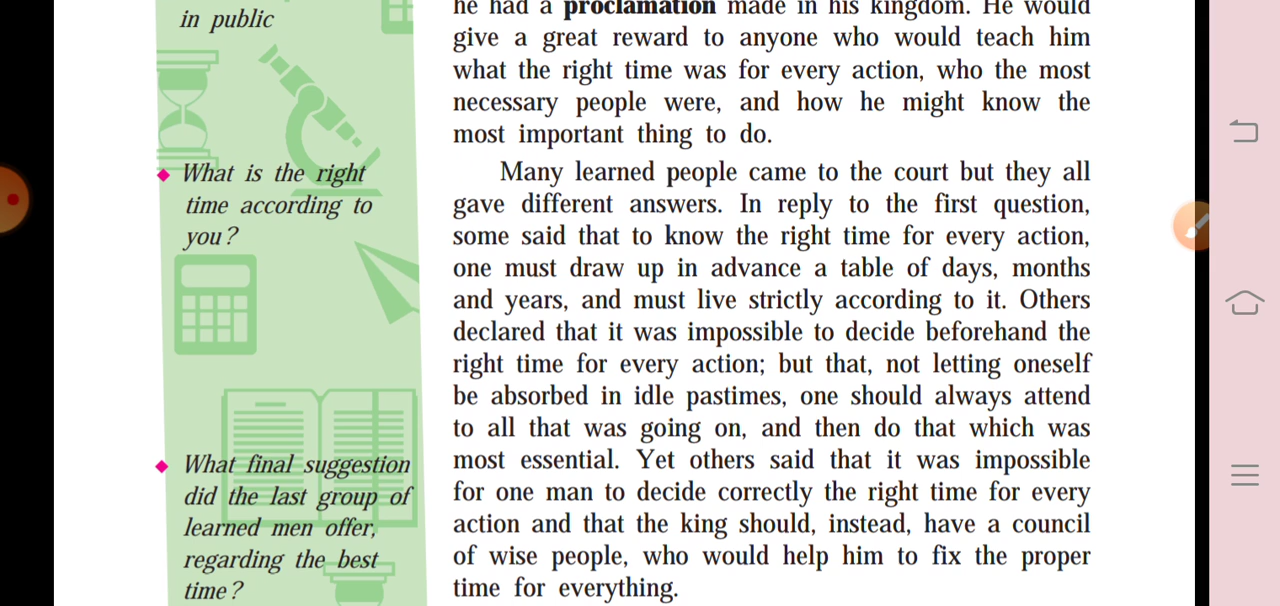 in public
What is the right
time according to
you?
What final suggestion
did the last group of
learned men offer,
regarding the best
time?
he had a proclamation made in his kingdom. He would
give a great reward to anyone who would teach him
what the right time was for every action, who the most
necessary people were, and how he might know the
most important thing to do.
Many learned people came to the court but they all
gave different answers. In reply to the first question,
some said that to know the right time for every action,
one must draw up in advance a table of days, months
and years, and must live strictly according to it. Others
declared that it was impossible to decide beforehand the
right time for every action; but that, not letting oneself
be absorbed in idle pastimes, one should always attend
to all that was going on, and then do that which was
most essential. Yet others said that it was impossible
for one man to decide correctly the right time for every
action and that the king should, instead, have a council
of wise people, who would help him to fix the proper
time for everything.